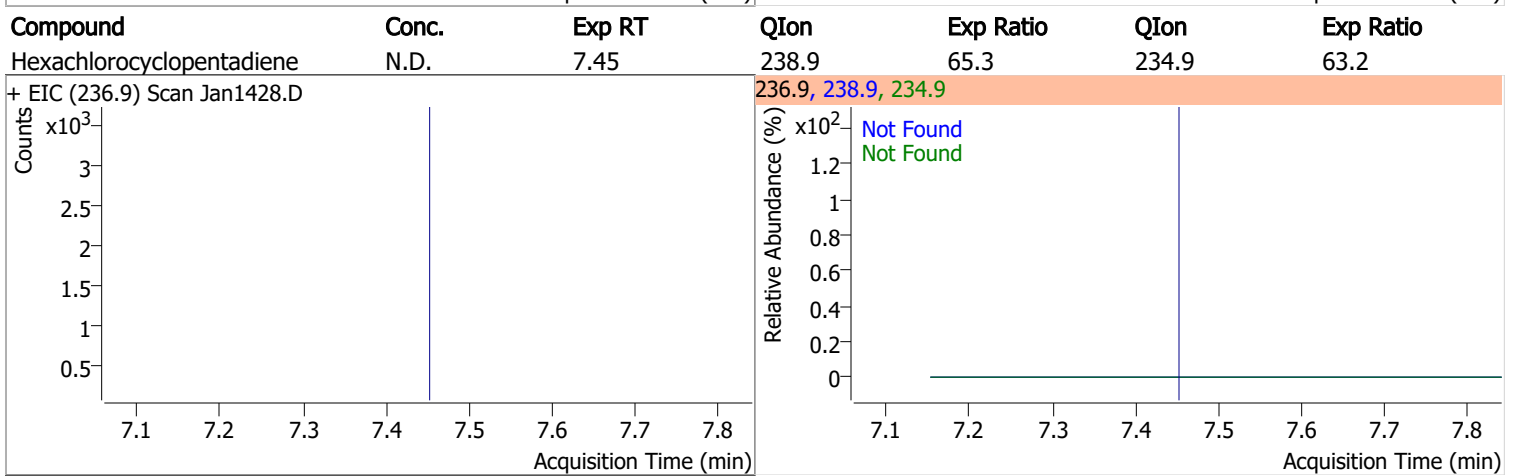 Compound Conc. Exp RT QIon Exp Ratio QIon Exp Ratio
Hexachlorocyclopentadiene N.D. 7.45 238.9 65.3 234.9 63.2
+ EIC (236.9) Scan Jan1428.D
Counts
x10³
3
2.5
2
1.5
1
0.5
7.1 7.2 7.3 7.4 7.5 7.6 7.7 7.8
Acquisition Time (min)
236.9, 238.9, 234.9
Relative Abundance (%)
x10²
Not Found
Not Found
1.2
1
0.8
0.6
0.4
0.2
0
7.1 7.2 7.3 7.4 7.5 7.6 7.7 7.8
Acquisition Time (min)